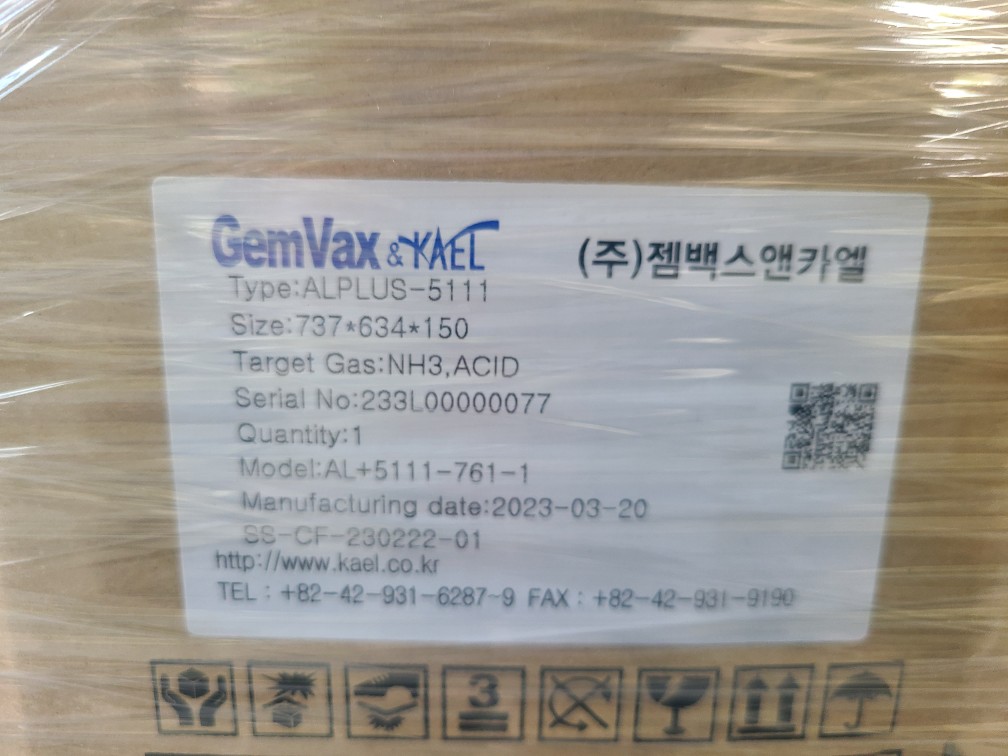 GemVax & KAEL
(주)젬백스앤카엘
Type:ALPLUS-5111
Size:737*634*150
Target Gas:NH3,ACID
Serial No:233L00000077
Quantity:1
Model:AL+5111-761-1
Manufacturing date:2023-03-20
SS-CF-230222-01
http://www.kael.co.kr
TEL : +82-42-931-6287~9 FAX : +82-42-931-9190
3